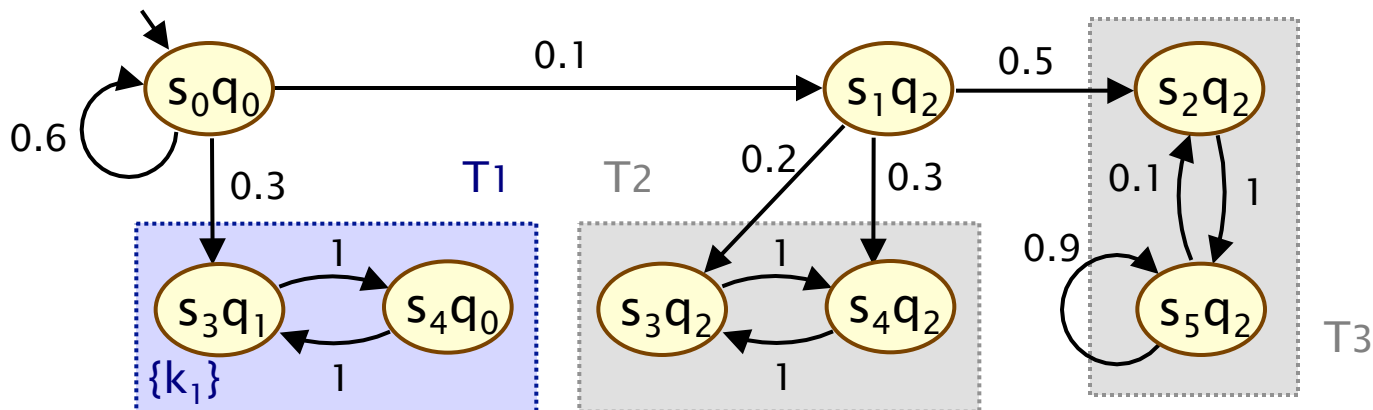 0.1
0.5
s₀q₀
s₁q₂
s₂q₂
0.6
0.3
T1
T2
0.2
0.3
0.1
1
1
1
0.9
s₃q₁
s₄q₀
s₃q₂
s₄q₂
s₅q₂
T3
{k₁}
1
1